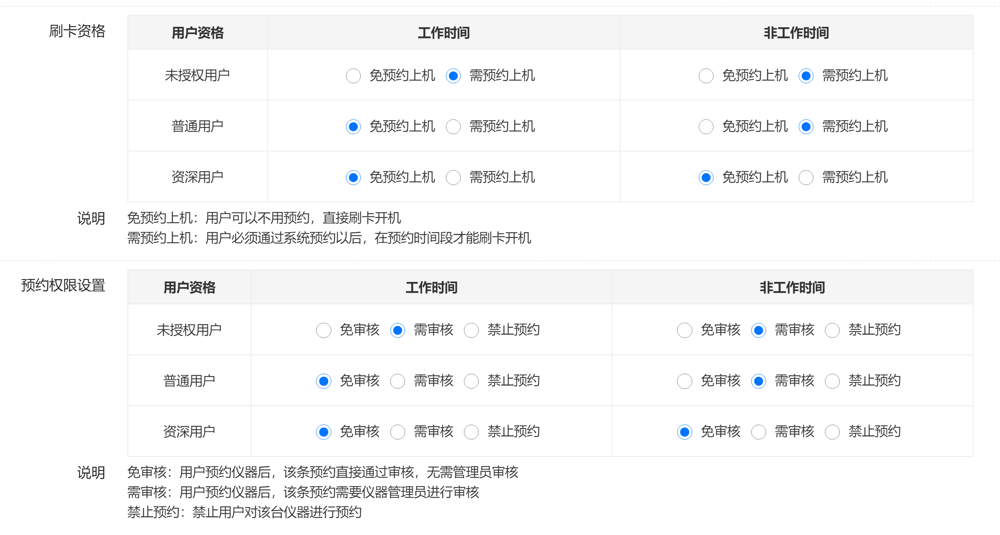 刷卡资格
用户资格 工作时间 非工作时间
未授权用户 免预约上机 需预约上机 免预约上机 需预约上机
普通用户 免预约上机 需预约上机 免预约上机 需预约上机
资深用户 免预约上机 需预约上机 免预约上机 需预约上机
说明 免预约上机：用户可以不用预约，直接刷卡开机
需预约上机：用户必须通过系统预约以后，在预约时间段才能刷卡开机
预约权限设置
用户资格 工作时间 非工作时间
未授权用户 免审核 需审核 禁止预约 免审核 需审核 禁止预约
普通用户 免审核 需审核 禁止预约 免审核 需审核 禁止预约
资深用户 免审核 需审核 禁止预约 免审核 需审核 禁止预约
说明 免审核：用户预约仪器后，该条预约直接通过审核，无需管理员审核
需审核：用户预约仪器后，该条预约需要仪器管理员进行审核
禁止预约：禁止用户对该台仪器进行预约